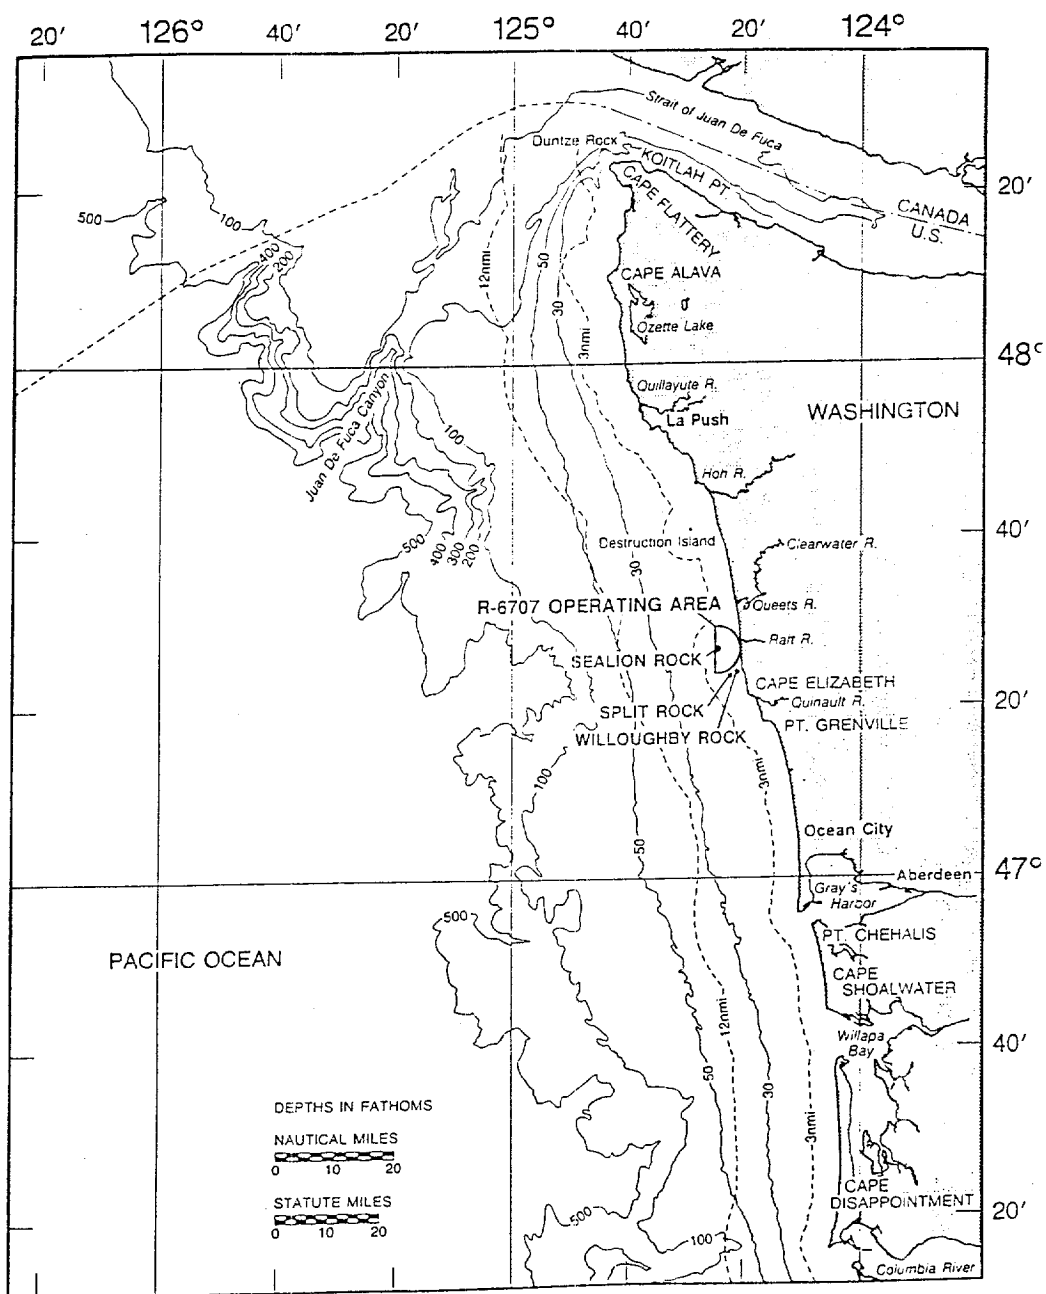 20′ 126° 40′ 20′ 125° 40′ 20′ 124°
Strait of Juan De Fuca
Duntze Rock
KOITLAH PT.
CAPE FLATTERY
20′
CANADA
U.S.
500
100
400
200
12nmi
50
30
3nmi
CAPE ALAVA
Ozette Lake
48°
Juan De Fuca Canyon
100
Quillayute R.
La Push
WASHINGTON
Hoh R.
500
400
300
200
40′
Destruction Island
Clearwater R.
30
Queets R.
R-6707 OPERATING AREA
Raft R.
SEALION ROCK
CAPE ELIZABETH
Quinault R.
20′
SPLIT ROCK
PT. GRENVILLE
WILLOUGHBY ROCK
100
3nmi
50
Ocean City
47°
Aberdeen
Gray's
Harbor
500
PT. CHEHALIS
PACIFIC OCEAN
CAPE
SHOALWATER
12nmi
Willapa
Bay
40′
50
30
3nmi
DEPTHS IN FATHOMS
NAUTICAL MILES
0 10 20
STATUTE MILES
0 10 20
CAPE
DISAPPOINTMENT
20′
500
100
Columbia River